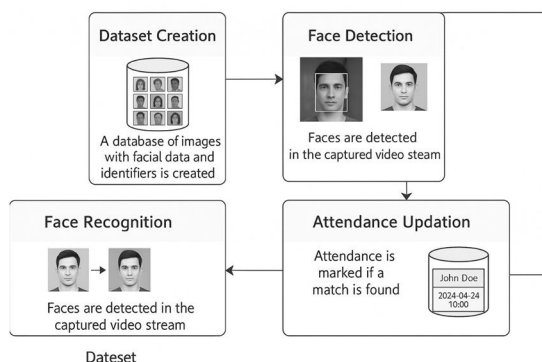 Dataset Creation
A database of images
with facial data and
identifiers is created
Face Detection
Faces are detected
in the captured video steam
Face Recognition
Faces are detected in the
captured video stream
Attendance Updation
Attendance is
marked if a
match is found
John Doe
2024-04-24
10:00
Dataset